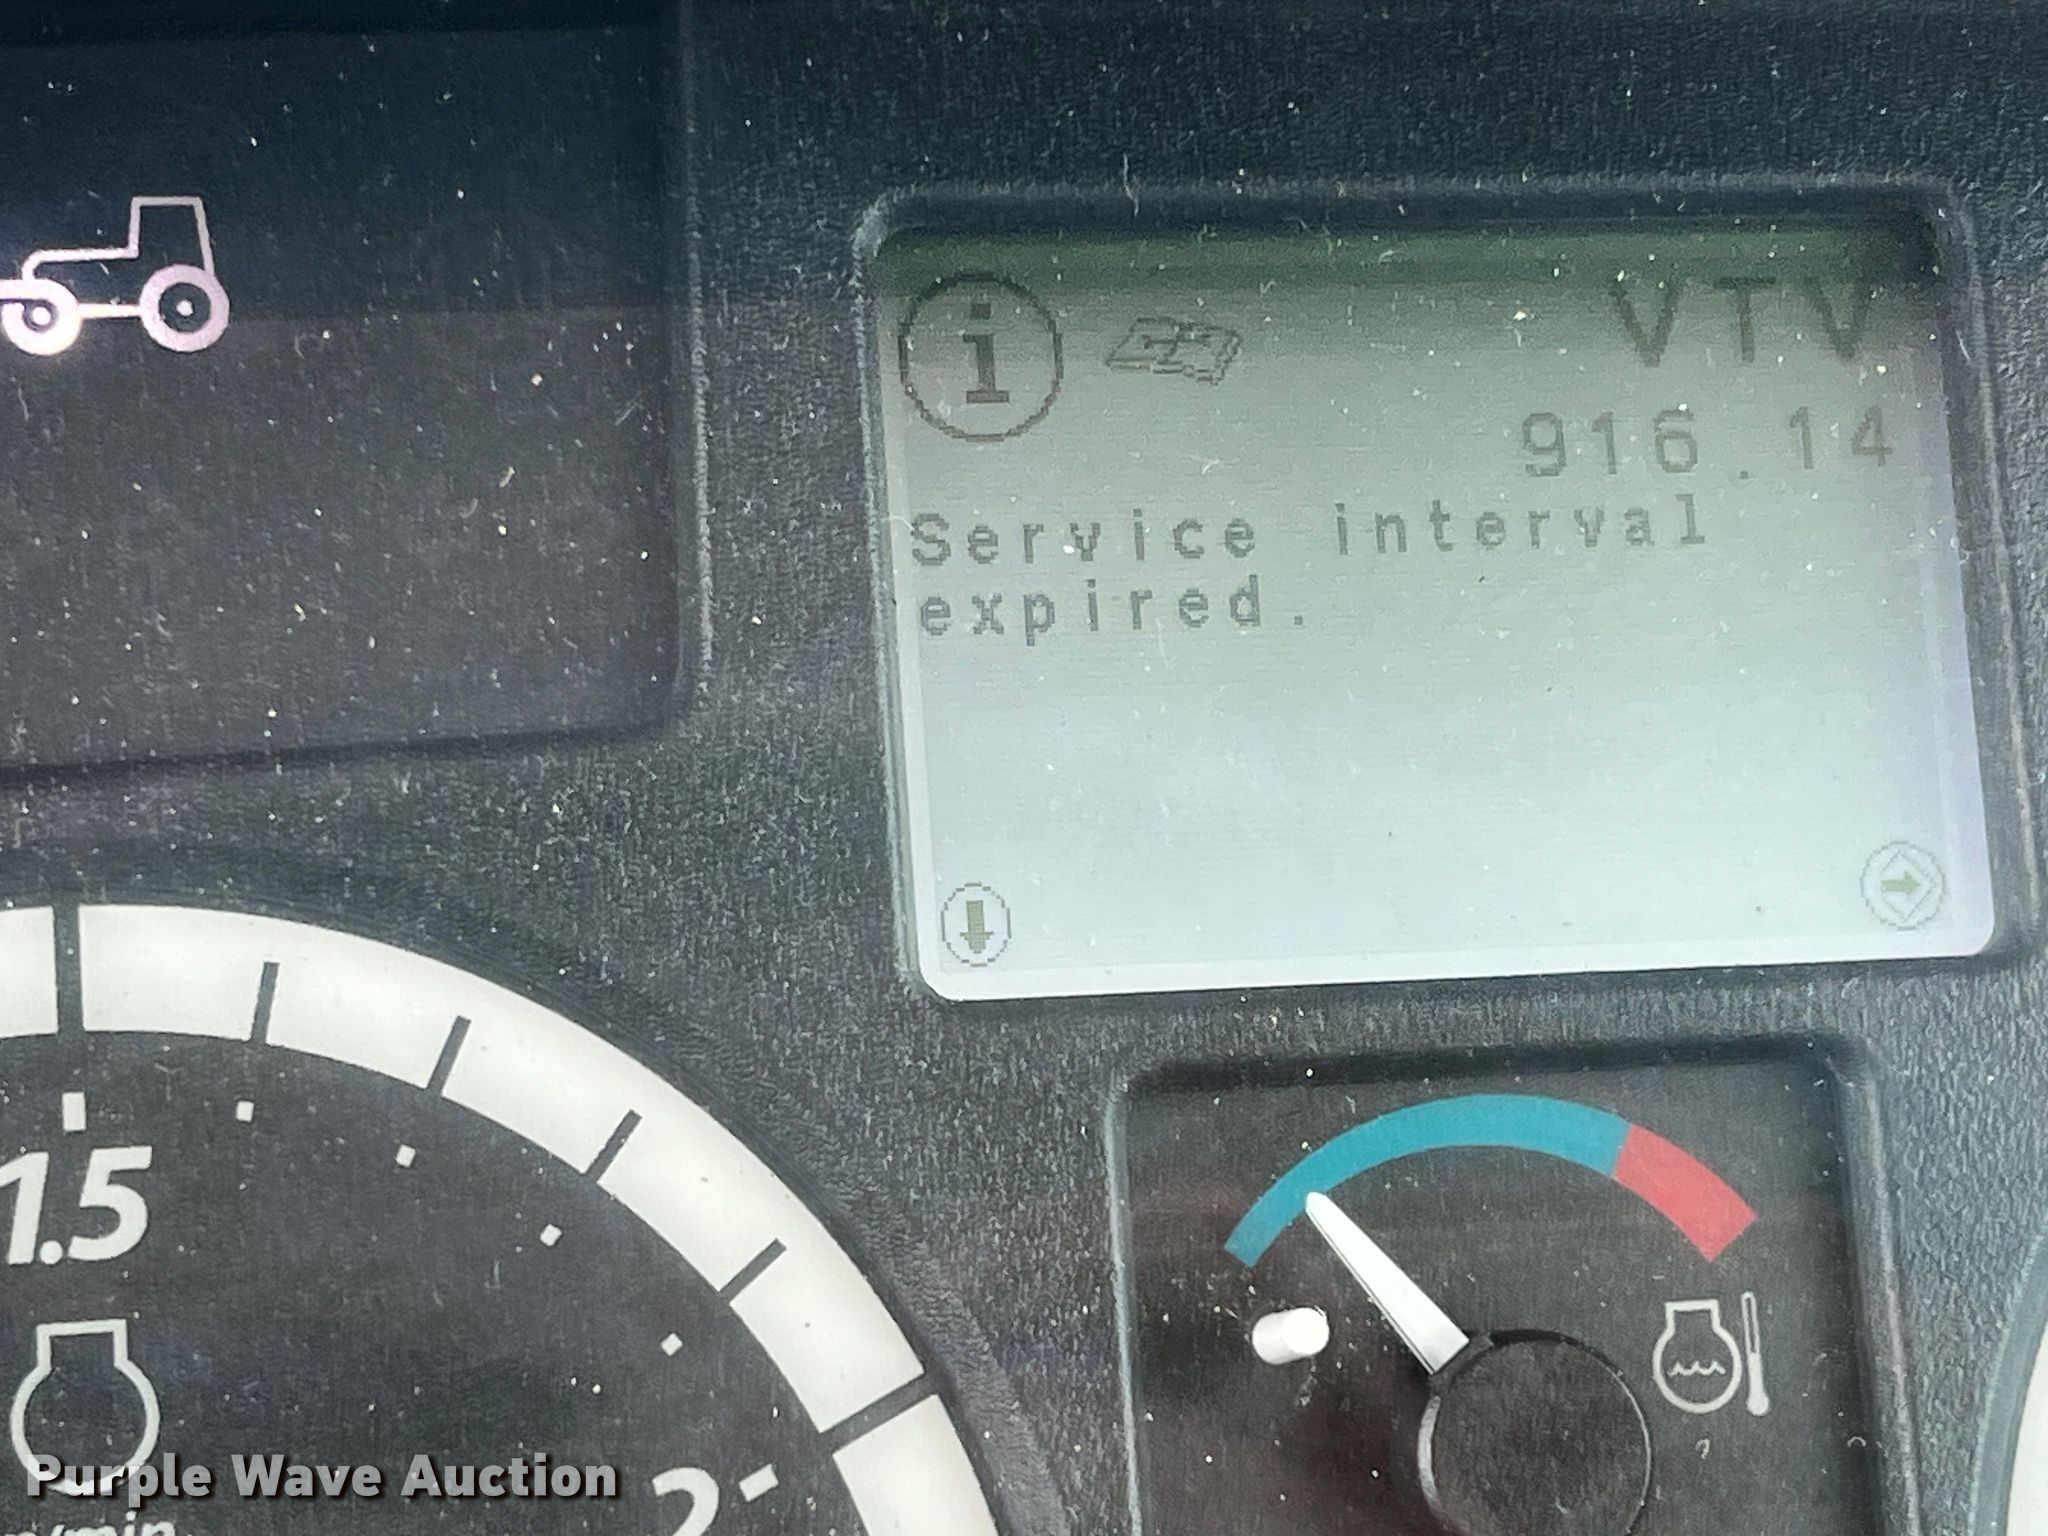 VTV
916.14
Service interval
expired.
1.5
2
Purple Wave Auction